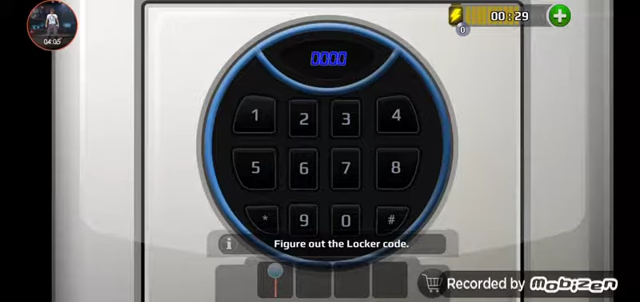 00:29
0
04:05
0000
1 2 3 4
5 6 7 8
* 9 0 #
i Figure out the Locker code.
Recorded by Mobizen